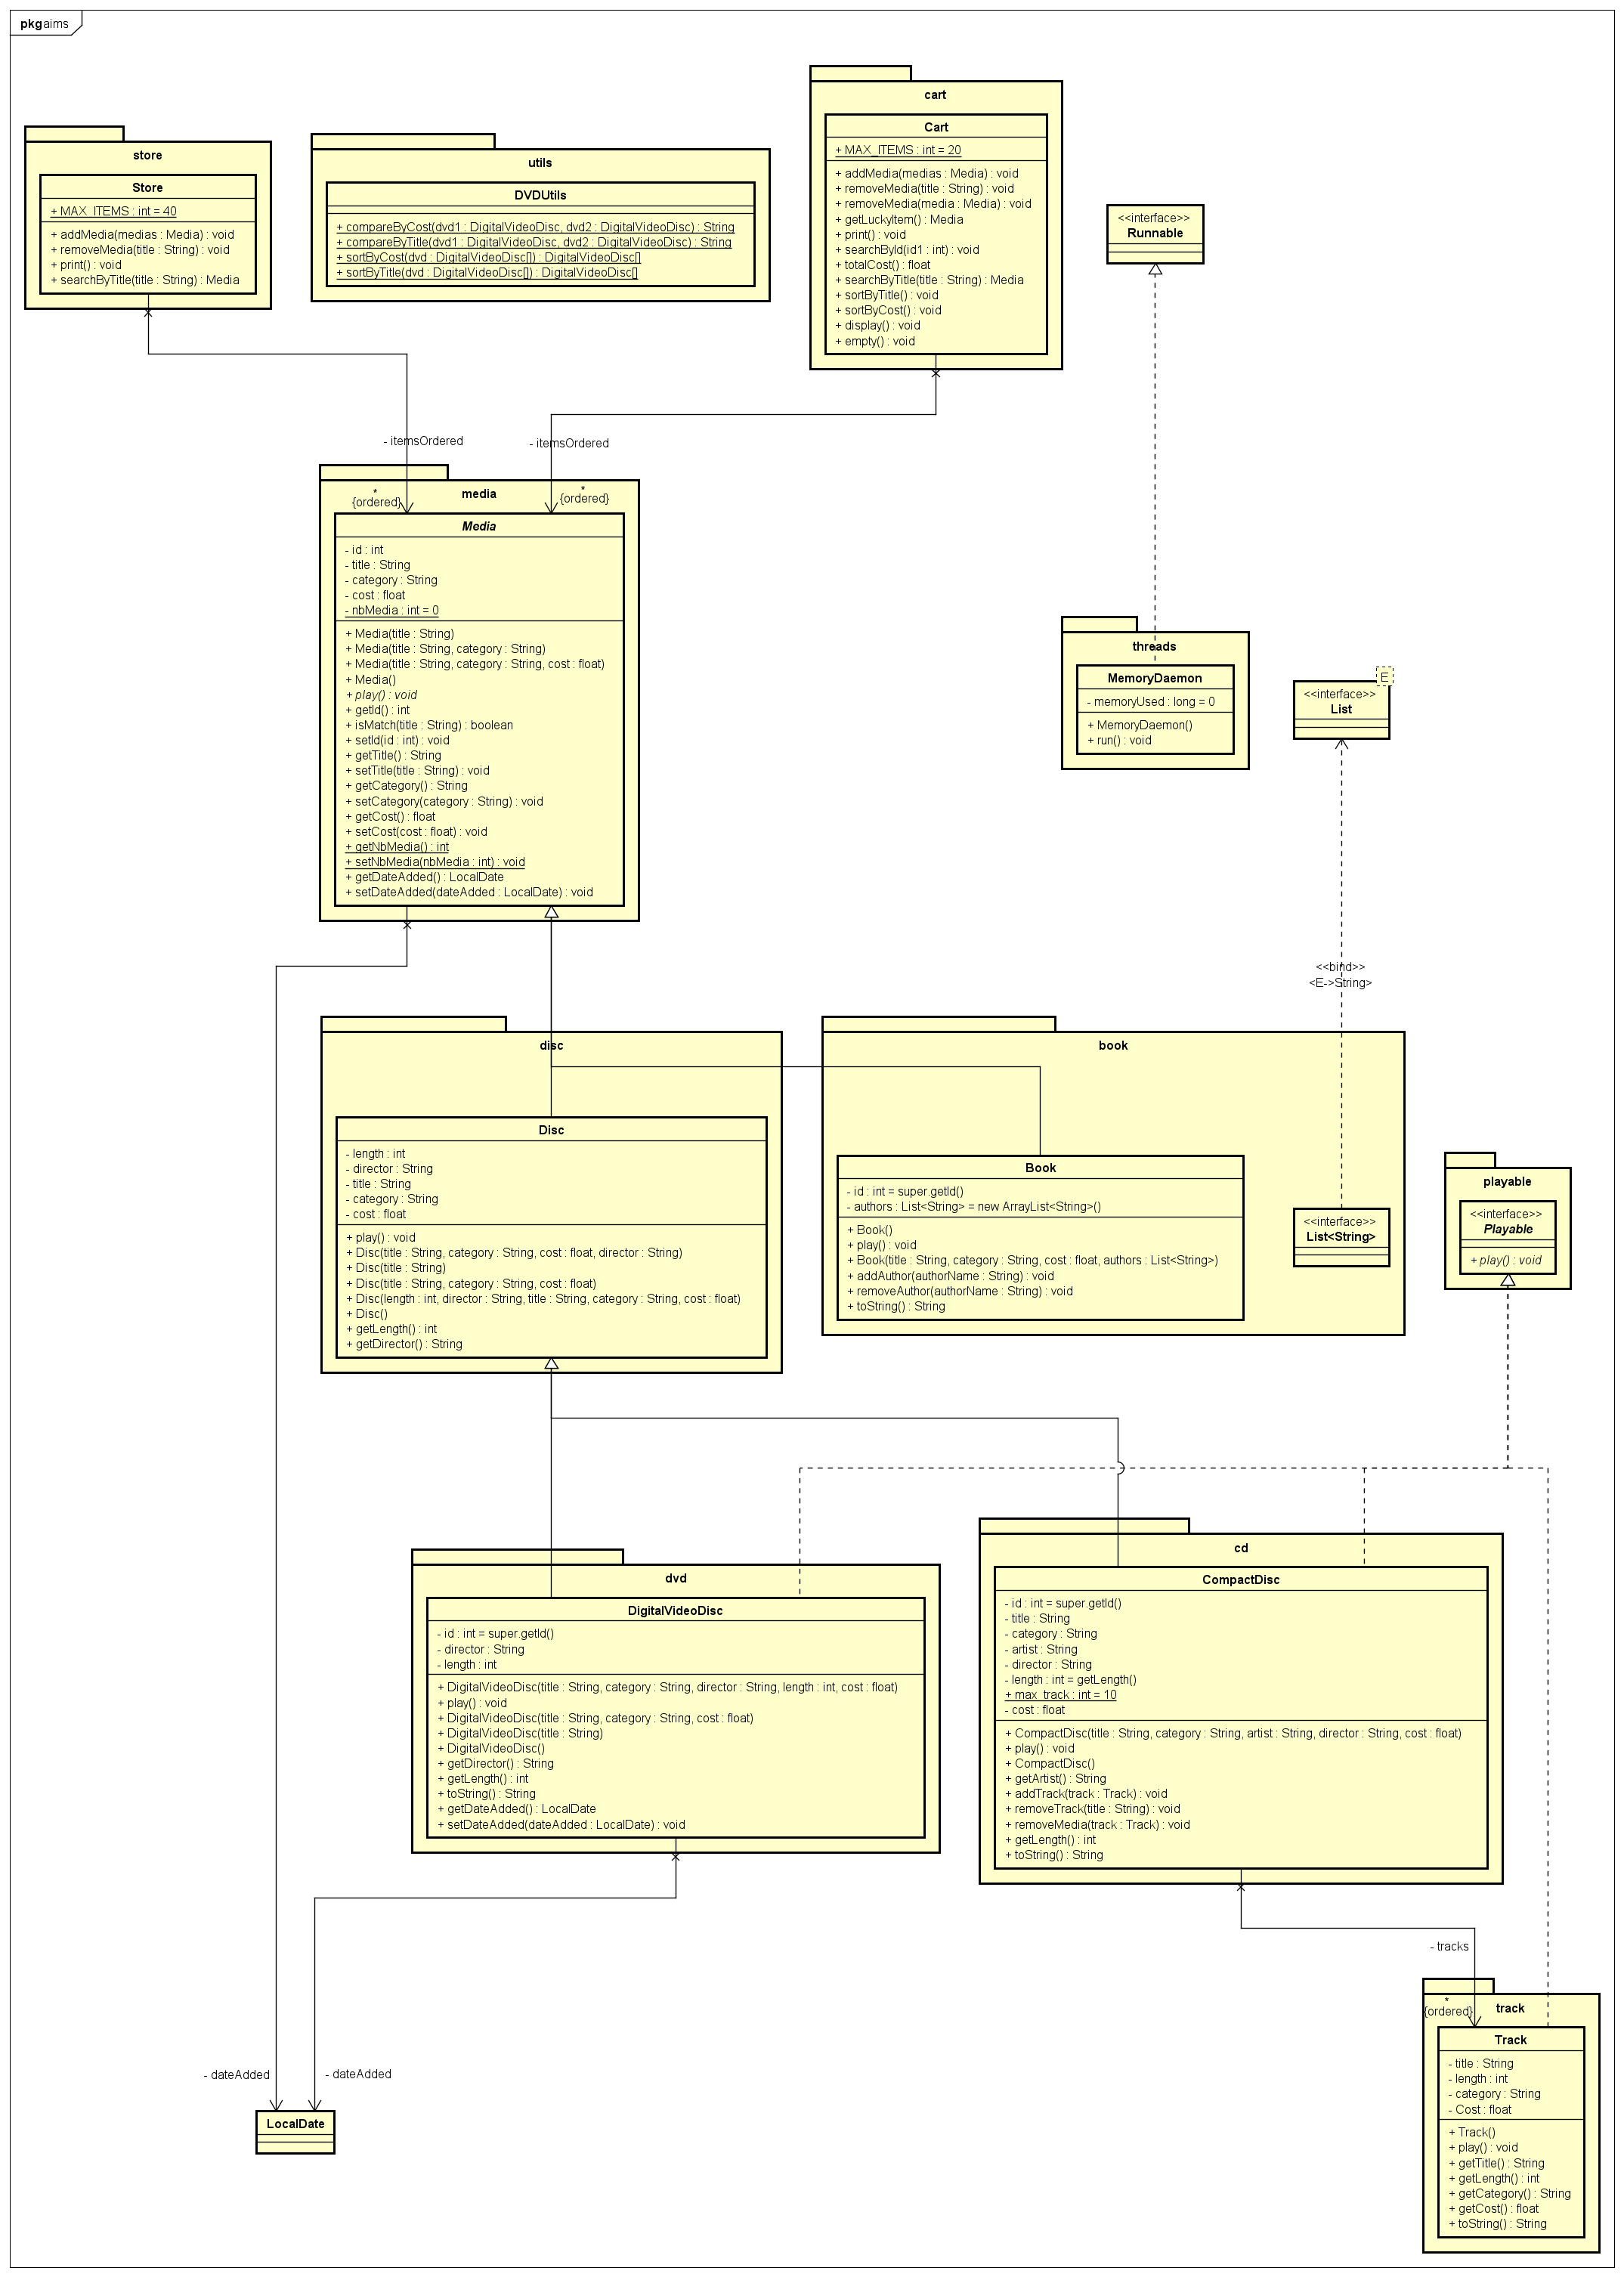 pkg aims
cart
Cart
+ MAX_ITEMS : int = 20
+ addMedia(medias : Media) : void
+ removeMedia(title : String) : void
+ removeMedia(media : Media) : void
+ getLuckyItem() : Media
+ print() : void
+ searchById(id1 : int) : void
+ totalCost() : float
+ searchByTitle(title : String) : Media
+ sortByTitle() : void
+ sortByCost() : void
+ display() : void
+ empty() : void
store
Store
+ MAX_ITEMS : int = 40
+ addMedia(medias : Media) : void
+ removeMedia(title : String) : void
+ print() : void
+ searchByTitle(title : String) : Media
utils
DVDUtils
+ compareByCost(dvd1 : DigitalVideoDisc, dvd2 : DigitalVideoDisc) : String
+ compareByTitle(dvd1 : DigitalVideoDisc, dvd2 : DigitalVideoDisc) : String
+ sortByCost(dvd : DigitalVideoDisc[]) : DigitalVideoDisc[]
+ sortByTitle(dvd : DigitalVideoDisc[]) : DigitalVideoDisc[]
<<interface>>
Runnable
- itemsOrdered
- itemsOrdered
media
*
{ordered}
*
{ordered}
Media
- id : int
- title : String
- category : String
- cost : float
- nbMedia : int = 0
+ Media(title : String)
+ Media(title : String, category : String)
+ Media(title : String, category : String, cost : float)
+ Media()
+ play() : void
+ getId() : int
+ isMatch(title : String) : boolean
+ setId(id : int) : void
+ getTitle() : String
+ setTitle(title : String) : void
+ getCategory() : String
+ setCategory(category : String) : void
+ getCost() : float
+ setCost(cost : float) : void
+ getNbMedia() : int
+ setNbMedia(nbMedia : int) : void
+ getDateAdded() : LocalDate
+ setDateAdded(dateAdded : LocalDate) : void
threads
MemoryDaemon
- memoryUsed : long = 0
+ MemoryDaemon()
+ run() : void
E
<<interface>>
List
<<bind>>
<E->String>
disc
Disc
- length : int
- director : String
- title : String
- category : String
- cost : float
+ play() : void
+ Disc(title : String, category : String, cost : float, director : String)
+ Disc(title : String)
+ Disc(title : String, category : String, cost : float)
+ Disc(length : int, director : String, title : String, category : String, cost : float)
+ Disc()
+ getLength() : int
+ getDirector() : String
book
Book
- id : int = super.getId()
- authors : List<String> = new ArrayList<String>()
+ Book()
+ play() : void
+ Book(title : String, category : String, cost : float, authors : List<String>)
+ addAuthor(authorName : String) : void
+ removeAuthor(authorName : String) : void
+ toString() : String
<<interface>>
List<String>
playable
<<interface>>
Playable
+ play() : void
dvd
DigitalVideoDisc
- id : int = super.getId()
- director : String
- length : int
+ DigitalVideoDisc(title : String, category : String, director : String, length : int, cost : float)
+ play() : void
+ DigitalVideoDisc(title : String, category : String, cost : float)
+ DigitalVideoDisc(title : String)
+ DigitalVideoDisc()
+ getDirector() : String
+ getLength() : int
+ toString() : String
+ getDateAdded() : LocalDate
+ setDateAdded(dateAdded : LocalDate) : void
cd
CompactDisc
- id : int = super.getId()
- title : String
- category : String
- artist : String
- director : String
- length : int = getLength()
+ max_track : int = 10
- cost : float
+ CompactDisc(title : String, category : String, artist : String, director : String, cost : float)
+ play() : void
+ CompactDisc()
+ getArtist() : String
+ addTrack(track : Track) : void
+ removeTrack(title : String) : void
+ removeMedia(track : Track) : void
+ getLength() : int
+ toString() : String
- tracks
*
{ordered}
track
Track
- title : String
- length : int
- category : String
- Cost : float
+ Track()
+ play() : void
+ getTitle() : String
+ getLength() : int
+ getCategory() : String
+ getCost() : float
+ toString() : String
- dateAdded
- dateAdded
LocalDate